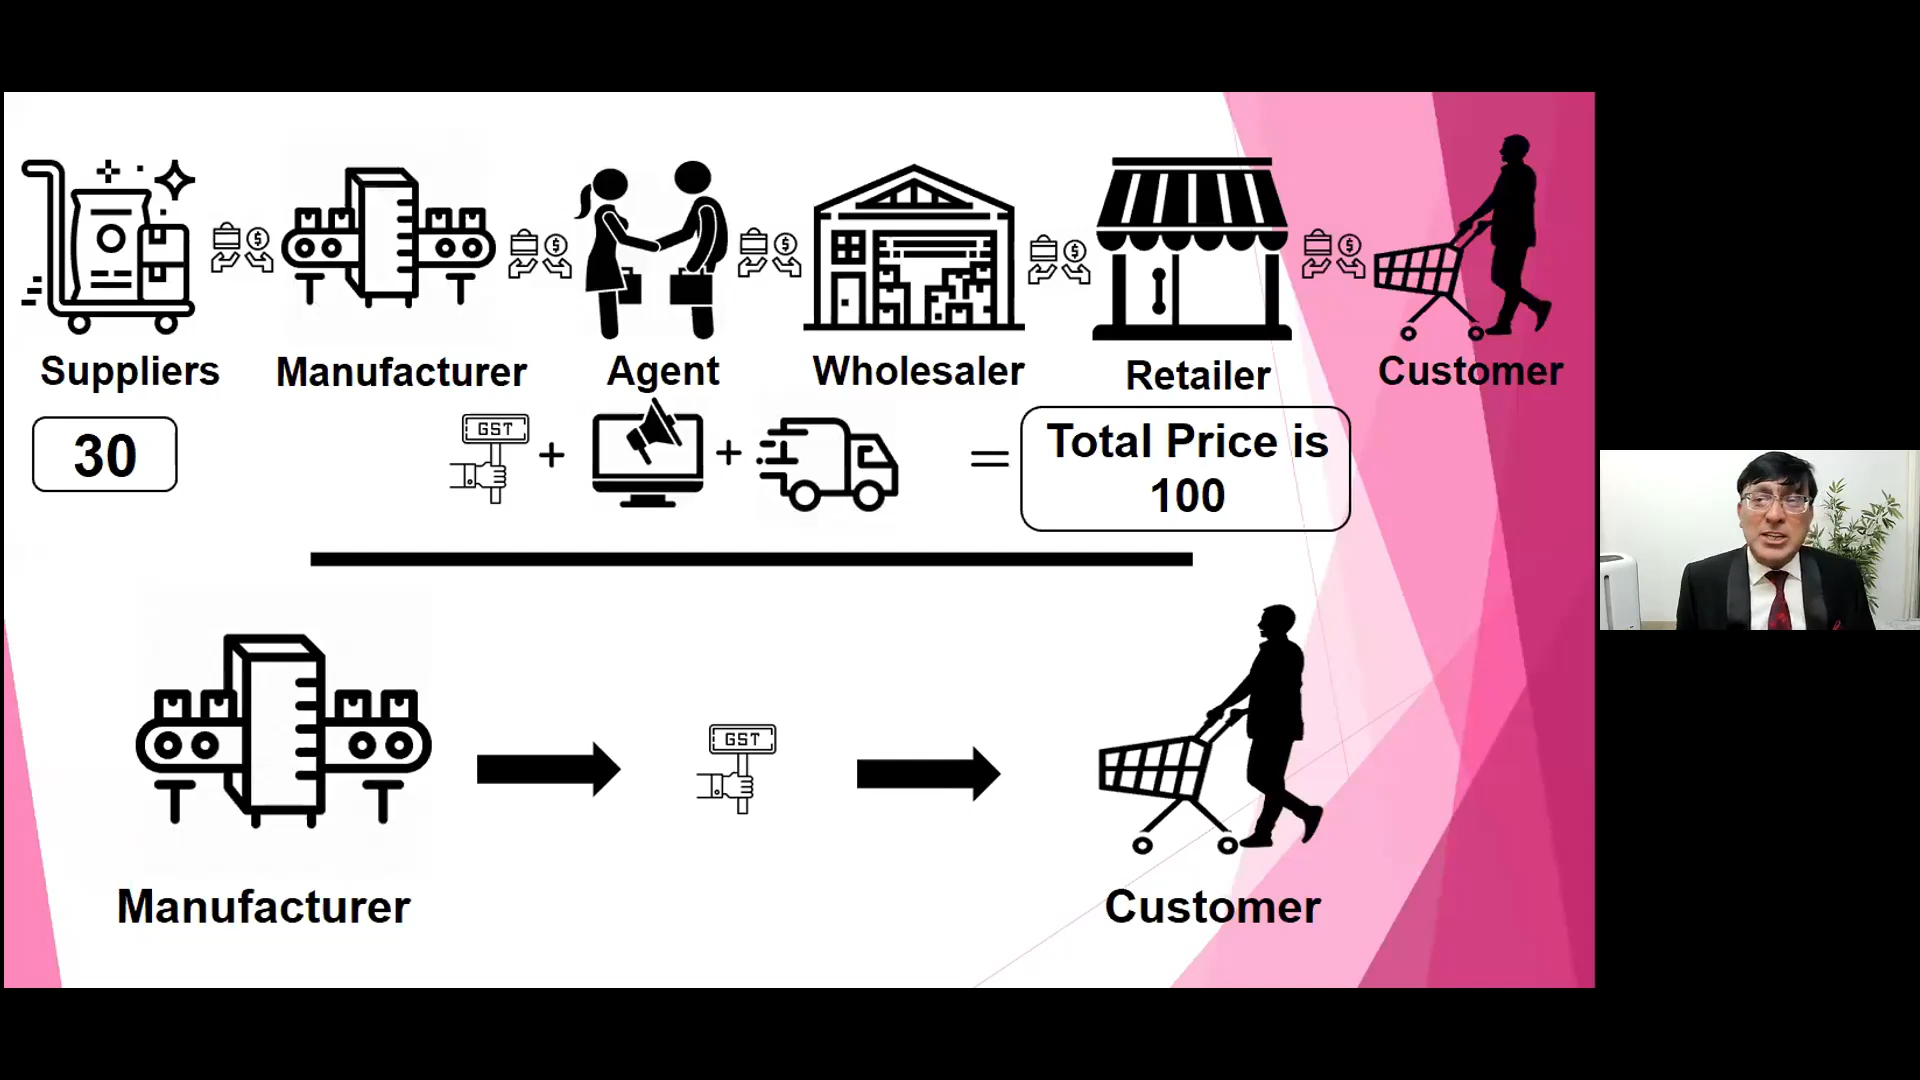 Suppliers
Manufacturer
Agent
Wholesaler
Retailer
Customer
30
GST
+
+
=
Total Price is
100
GST
Manufacturer
Customer